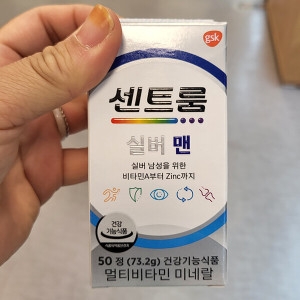 gsk
센트룸
실버 맨
실버 남성을 위한
비타민A부터 Zinc까지
건강
기능식품
50 정 (73.2g) 건강기능식품
멀티비타민 미네랄